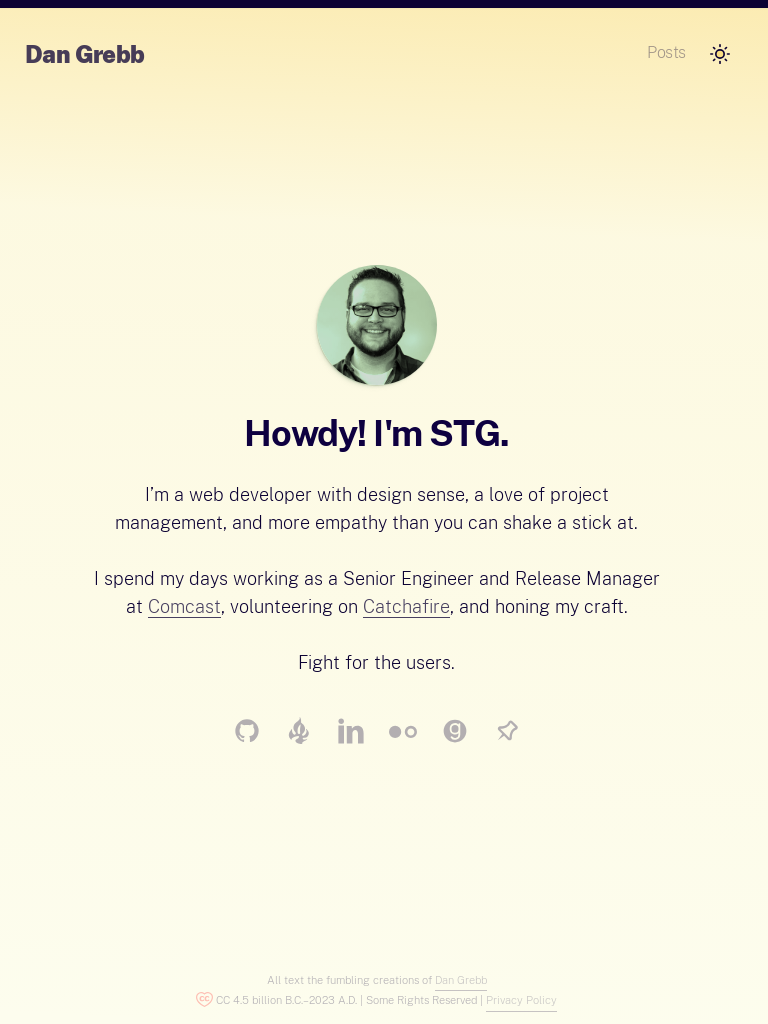 Dan Grebb
Posts
Howdy! I'm STG.
I’m a web developer with design sense, a love of project
management, and more empathy than you can shake a stick at.
I spend my days working as a Senior Engineer and Release Manager
at Comcast, volunteering on Catchafire, and honing my craft.
Fight for the users.
All text the fumbling creations of Dan Grebb
CC 4.5 billion B.C.–2023 A.D. | Some Rights Reserved | Privacy Policy